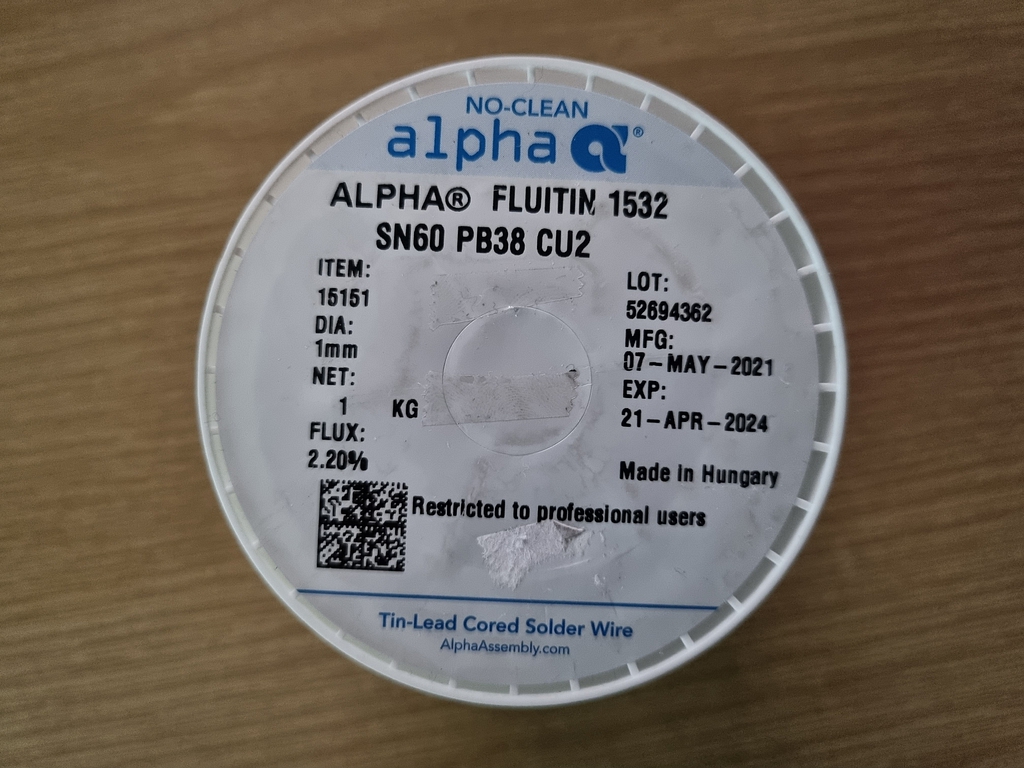 NO-CLEAN
alpha®
ALPHA® FLUITIN 1532
SN60 PB38 CU2
ITEM:
15151
DIA:
1mm
NET:
1 KG
FLUX:
2.20%
LOT:
52694362
MFG:
07-MAY-2021
EXP:
21-APR-2024
Made in Hungary
Restricted to professional users
Tin-Lead Cored Solder Wire
AlphaAssembly.com